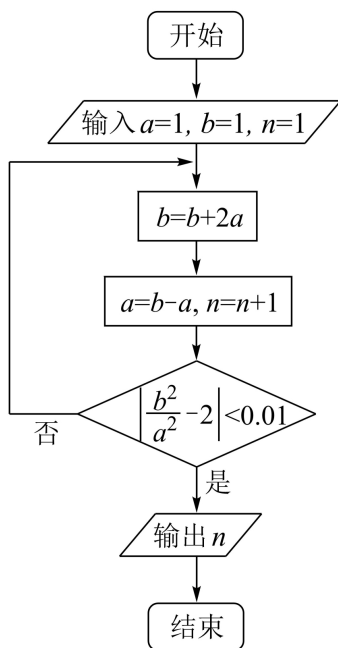 开始
输入a=1, b=1, n=1
b=b+2a
a=b-a, n=n+1
|b²/a²-2|<0.01
否
是
输出n
结束